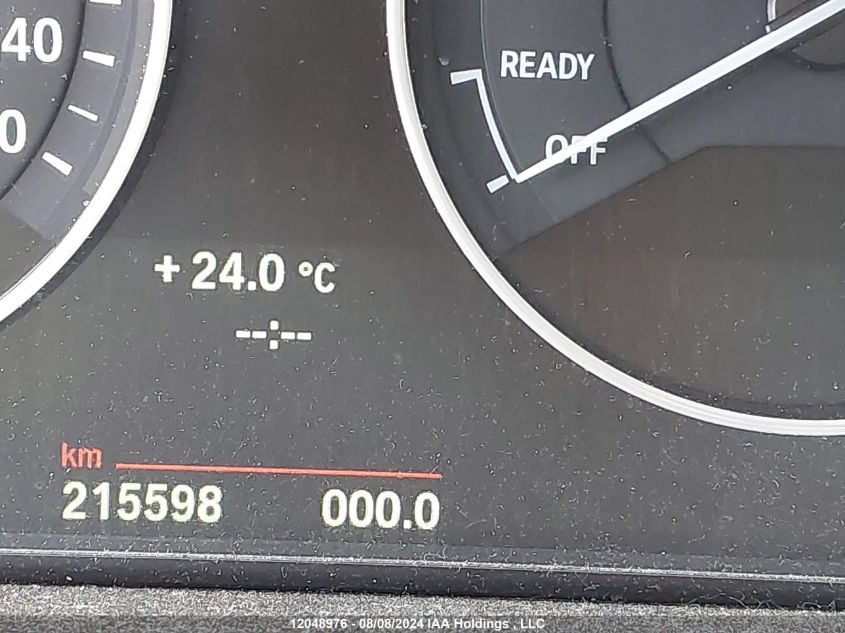 40
0
READY
OFF
+ 24.0 °C
--:--
km
215598 000.0
12048976 - 08/08/2024 IAA Holdings , LLC